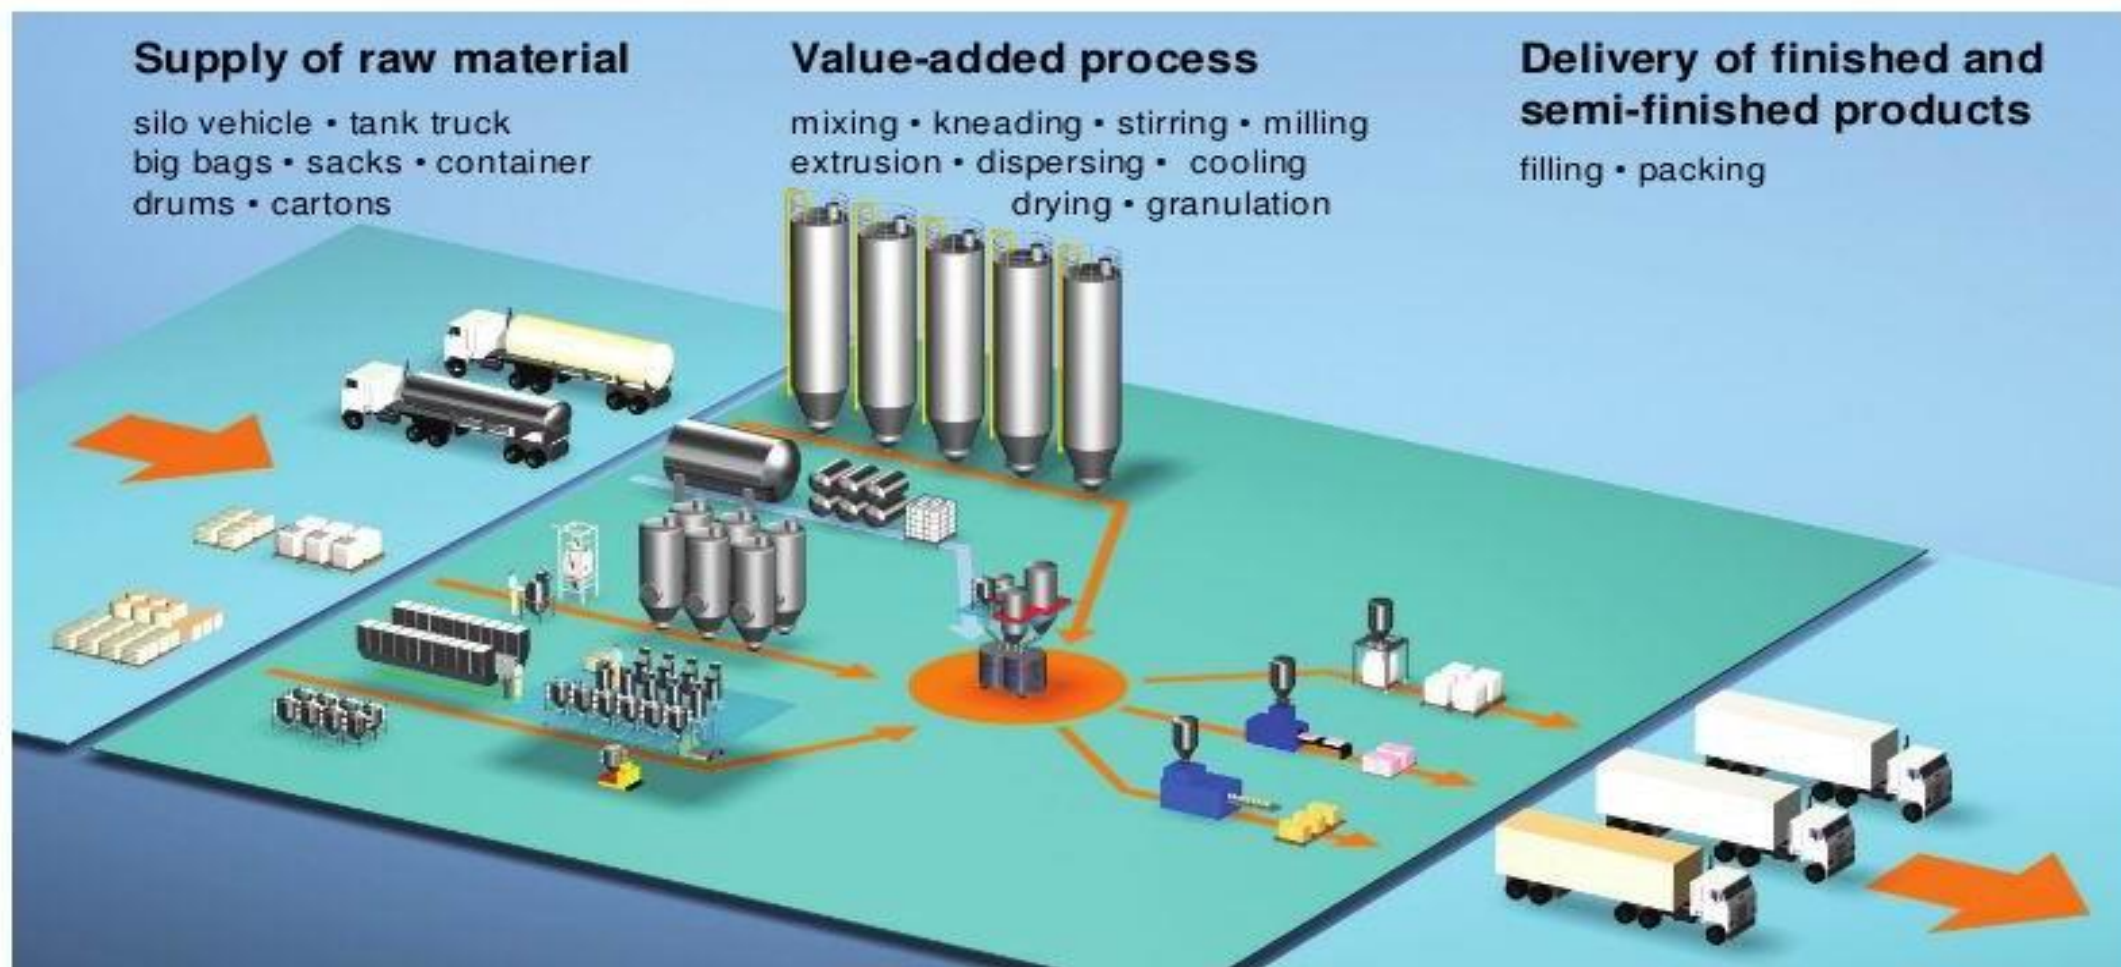 Supply of raw material
silo vehicle • tank truck
big bags • sacks • container
drums • cartons
Value-added process
mixing • kneading • stirring • milling
extrusion • dispersing • cooling
drying • granulation
Delivery of finished and
semi-finished products
filling • packing